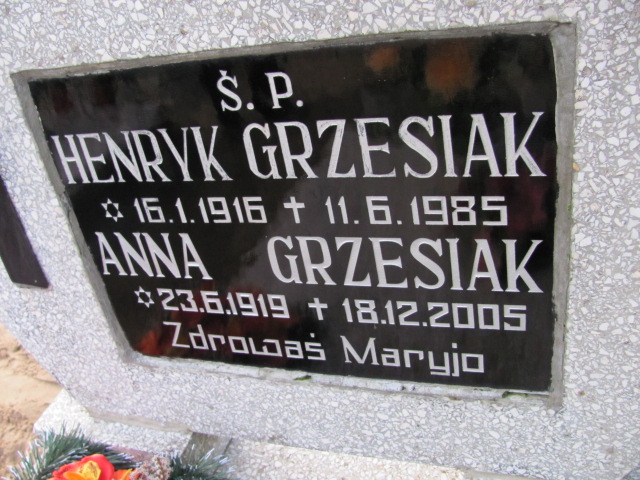 Ś. P.
HENRYK GRZESIAK
✡ 16.1.1916 ✝ 11.6.1985
ANNA GRZESIAK
✡ 23.6.1919 ✝ 18.12.2005
Zdrowaś Maryjo